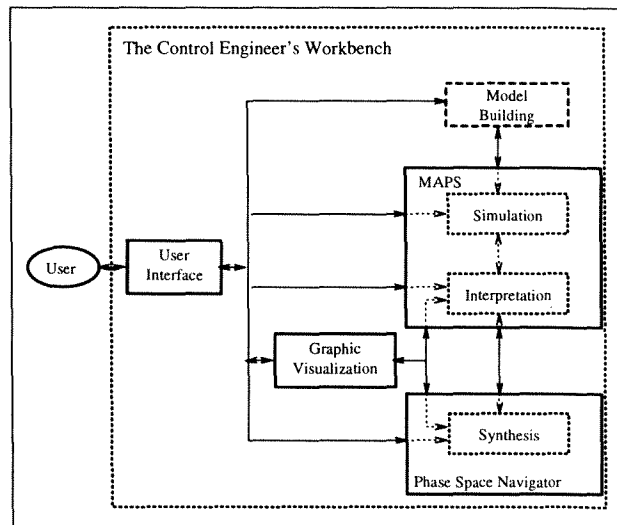 The Control Engineer's Workbench
Model
Building
MAPS
Simulation
User
User
Interface
Interpretation
Graphic
Visualization
Synthesis
Phase Space Navigator